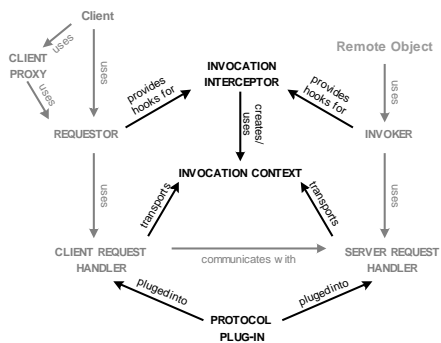 Client
uses
CLIENT
PROXY
uses
uses
INVOCATION
INTERCEPTOR
Remote Object
provides
hooks for
provides
hooks for
uses
REQUESTOR
creates/
uses
INVOKER
INVOCATION CONTEXT
uses
transports
transports
uses
CLIENT REQUEST
HANDLER
communicates with
SERVER REQUEST
HANDLER
plugedinto
plugedinto
PROTOCOL
PLUG-IN